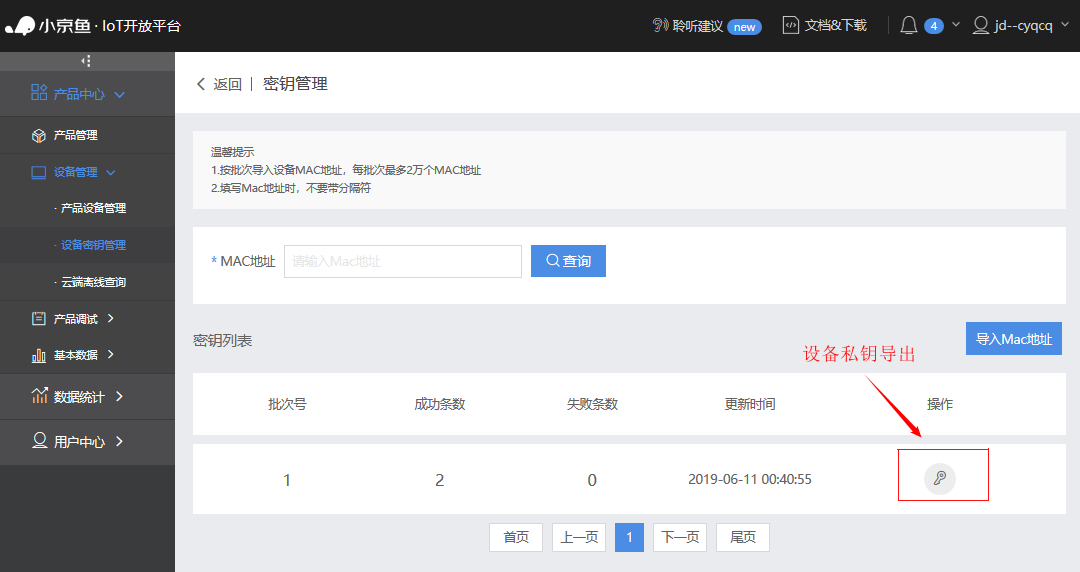 小京鱼 · IoT开放平台
聆听建议 new
文档&下载
4
jd--cyqcq
产品中心
产品管理
设备管理
· 产品设备管理
· 设备密钥管理
· 云端离线查询
产品调试
基本数据
数据统计
用户中心
返回 | 密钥管理
温馨提示
1.按批次导入设备MAC地址，每批次最多2万个MAC地址
2.填写Mac地址时，不要带分隔符
* MAC地址 请输入Mac地址 查询
密钥列表
导入Mac地址
设备私钥导出
批次号 成功条数 失败条数 更新时间 操作
1 2 0 2019-06-11 00:40:55
首页 上一页 1 下一页 尾页